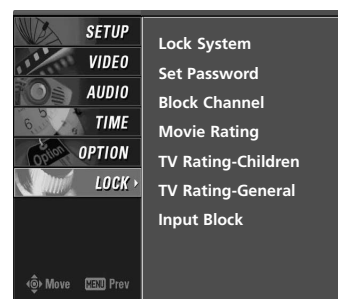 SETUP
VIDEO
AUDIO
TIME
OPTION
LOCK
Move MENU Prev
Lock System
Set Password
Block Channel
Movie Rating
TV Rating-Children
TV Rating-General
Input Block